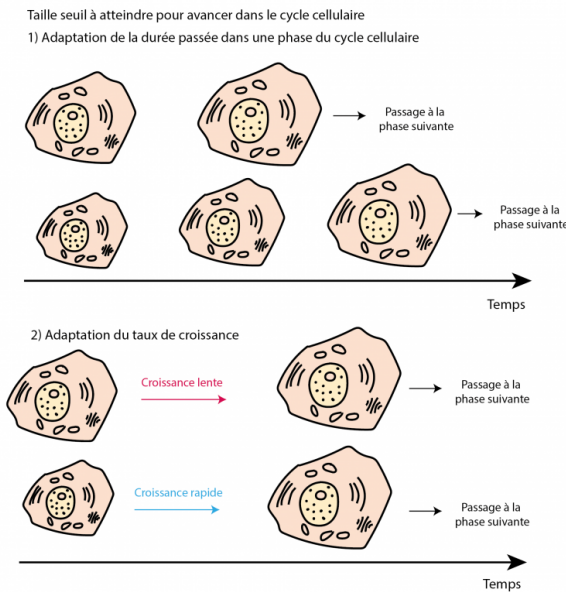 Taille seuil à atteindre pour avancer dans le cycle cellulaire
1) Adaptation de la durée passée dans une phase du cycle cellulaire
Passage à la
phase suivante
Passage à la
phase suivante
Temps
2) Adaptation du taux de croissance
Croissance lente
Passage à la
phase suivante
Croissance rapide
Passage à la
phase suivante
Temps